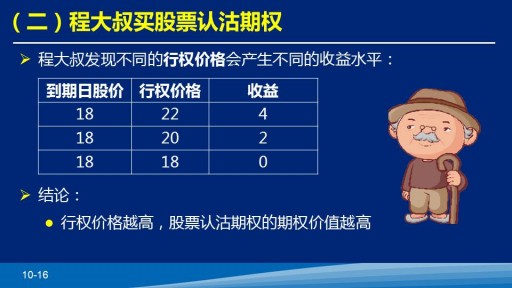 （二）程大叔买股票认沽期权
程大叔发现不同的行权价格会产生不同的收益水平：
到期日股价 行权价格 收益
18 22 4
18 20 2
18 18 0
结论：
行权价格越高，股票认沽期权的期权价值越高
10-16